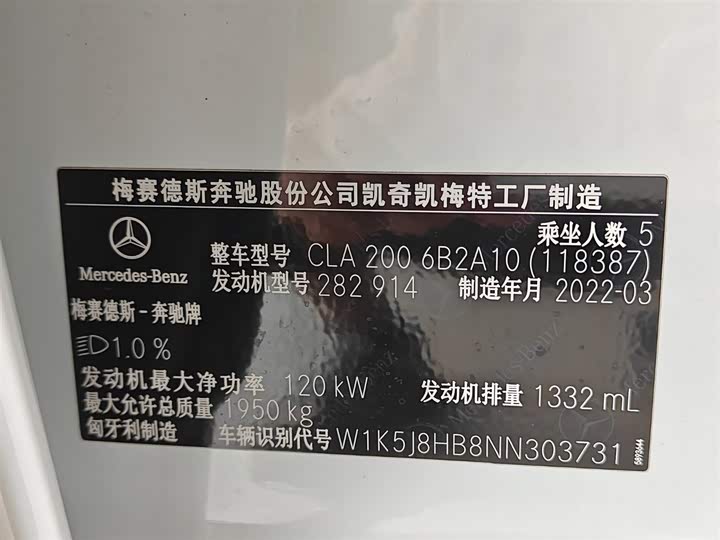 梅赛德斯奔驰股份公司凯奇凯梅特工厂制造
乘坐人数 5
整车型号 CLA 200 6B2A10 (118387)
Mercedes-Benz
发动机型号 282 914 制造年月 2022-03
梅赛德斯-奔驰牌
1.0 %
发动机最大净功率 120 kW 发动机排量 1332 mL
最大允许总质量 1950 kg
匈牙利制造 车辆识别代号 W1K5J8HB8NN303731